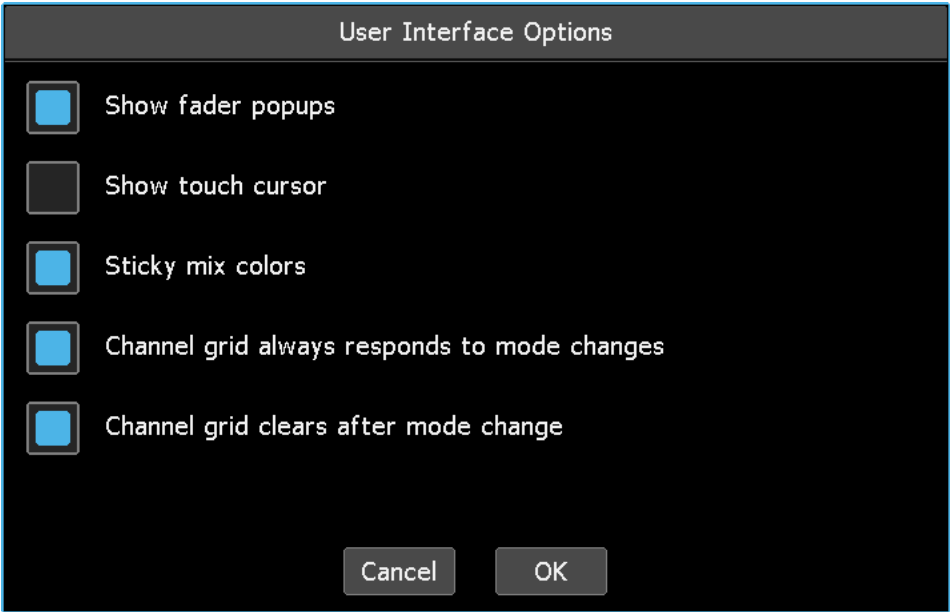 User Interface Options
Show fader popups
Show touch cursor
Sticky mix colors
Channel grid always responds to mode changes
Channel grid clears after mode change
Cancel
OK